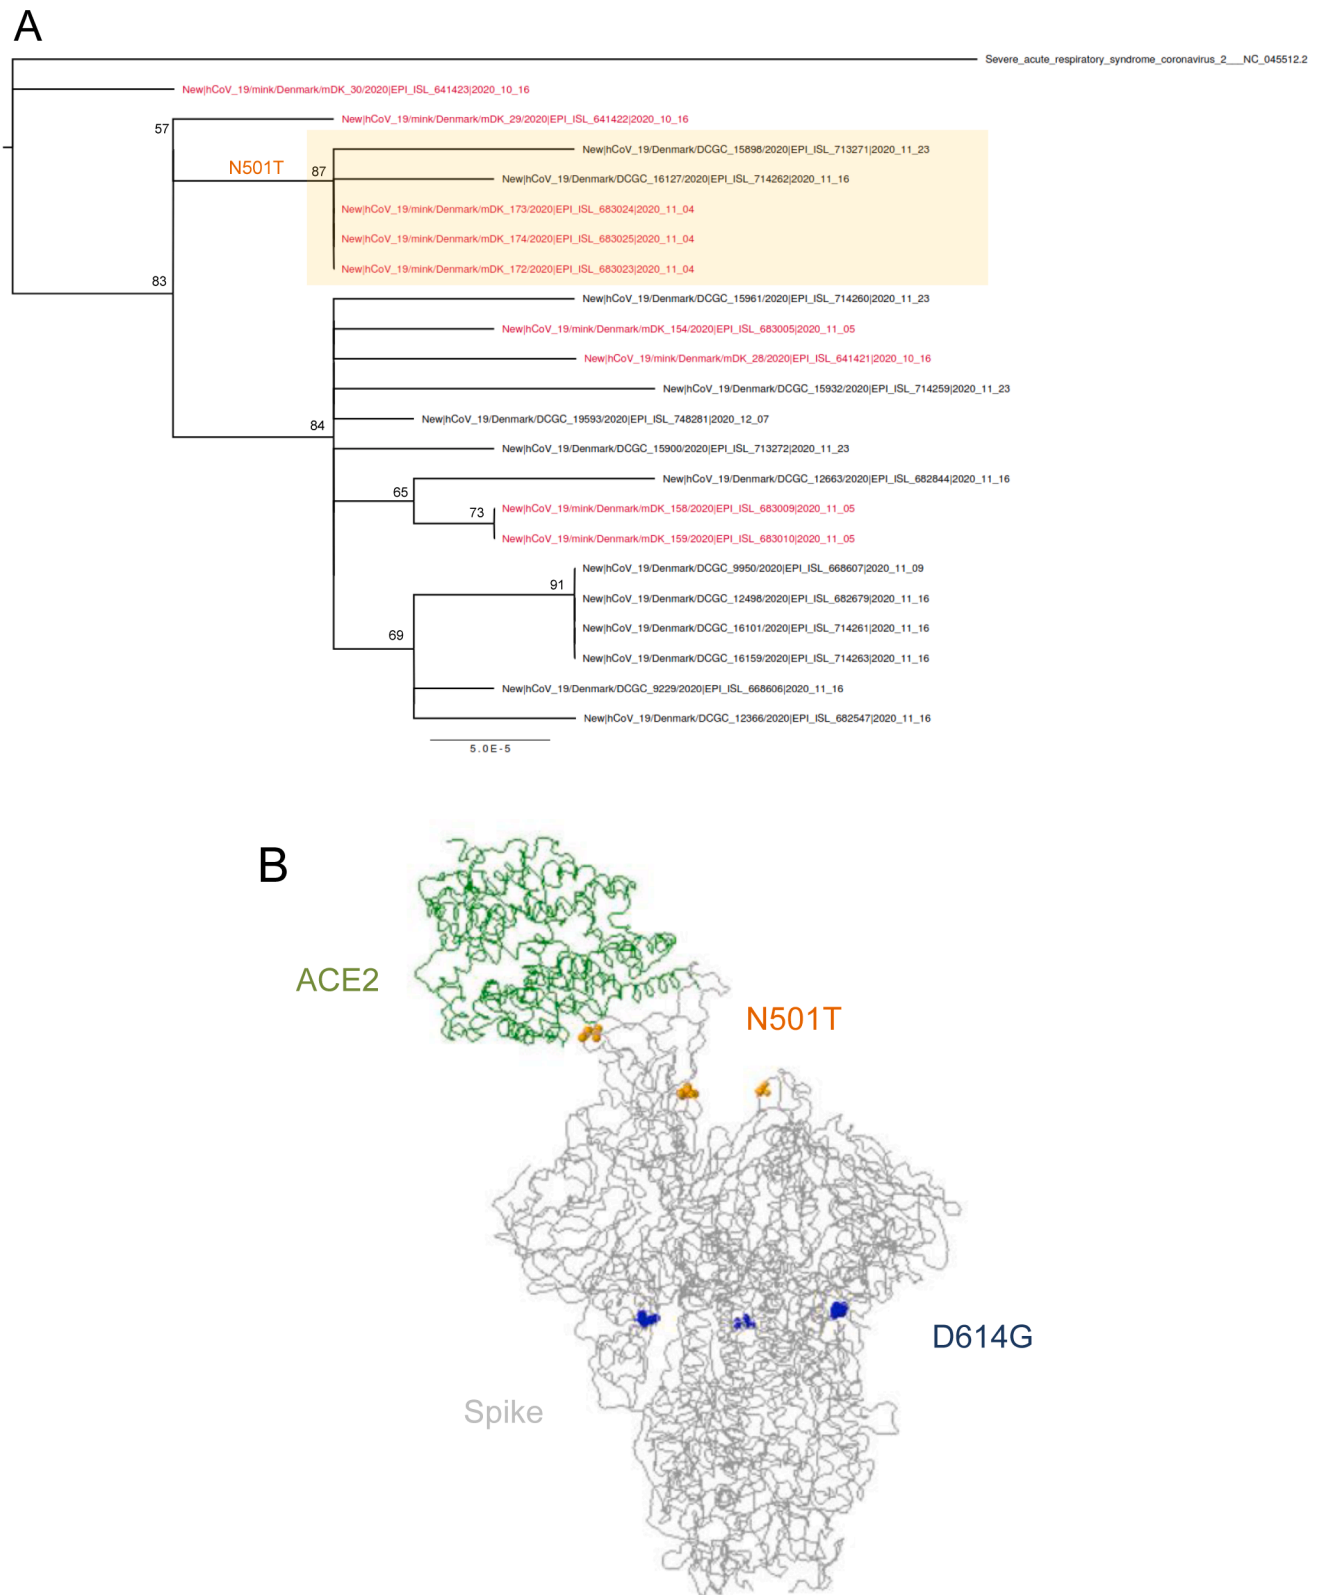 A
Severe_acute_respiratory_syndrome_coronavirus_2___NC_045512.2
New|hCoV_19/mink/Denmark/mDK_30/2020|EPI_ISL_641423|2020_10_16
57
New|hCoV_19/mink/Denmark/mDK_29/2020|EPI_ISL_641422|2020_10_16
New|hCoV_19/Denmark/DCGC_15898/2020|EPI_ISL_713271|2020_11_23
N501T
87
New|hCoV_19/Denmark/DCGC_16127/2020|EPI_ISL_714262|2020_11_16
New|hCoV_19/mink/Denmark/mDK_173/2020|EPI_ISL_683024|2020_11_04
New|hCoV_19/mink/Denmark/mDK_174/2020|EPI_ISL_683025|2020_11_04
New|hCoV_19/mink/Denmark/mDK_172/2020|EPI_ISL_683023|2020_11_04
83
New|hCoV_19/Denmark/DCGC_15961/2020|EPI_ISL_714260|2020_11_23
New|hCoV_19/mink/Denmark/mDK_154/2020|EPI_ISL_683005|2020_11_05
New|hCoV_19/mink/Denmark/mDK_28/2020|EPI_ISL_641421|2020_10_16
New|hCoV_19/Denmark/DCGC_15932/2020|EPI_ISL_714259|2020_11_23
84
New|hCoV_19/Denmark/DCGC_19593/2020|EPI_ISL_748281|2020_12_07
New|hCoV_19/Denmark/DCGC_15900/2020|EPI_ISL_713272|2020_11_23
New|hCoV_19/Denmark/DCGC_12663/2020|EPI_ISL_682844|2020_11_16
65
73
New|hCoV_19/mink/Denmark/mDK_158/2020|EPI_ISL_683009|2020_11_05
New|hCoV_19/mink/Denmark/mDK_159/2020|EPI_ISL_683010|2020_11_05
New|hCoV_19/Denmark/DCGC_9950/2020|EPI_ISL_668607|2020_11_09
91
New|hCoV_19/Denmark/DCGC_12498/2020|EPI_ISL_682679|2020_11_16
New|hCoV_19/Denmark/DCGC_16101/2020|EPI_ISL_714261|2020_11_16
69
New|hCoV_19/Denmark/DCGC_16159/2020|EPI_ISL_714263|2020_11_16
New|hCoV_19/Denmark/DCGC_9229/2020|EPI_ISL_668606|2020_11_16
New|hCoV_19/Denmark/DCGC_12366/2020|EPI_ISL_682547|2020_11_16
5.0E-5
B
ACE2
N501T
D614G
Spike